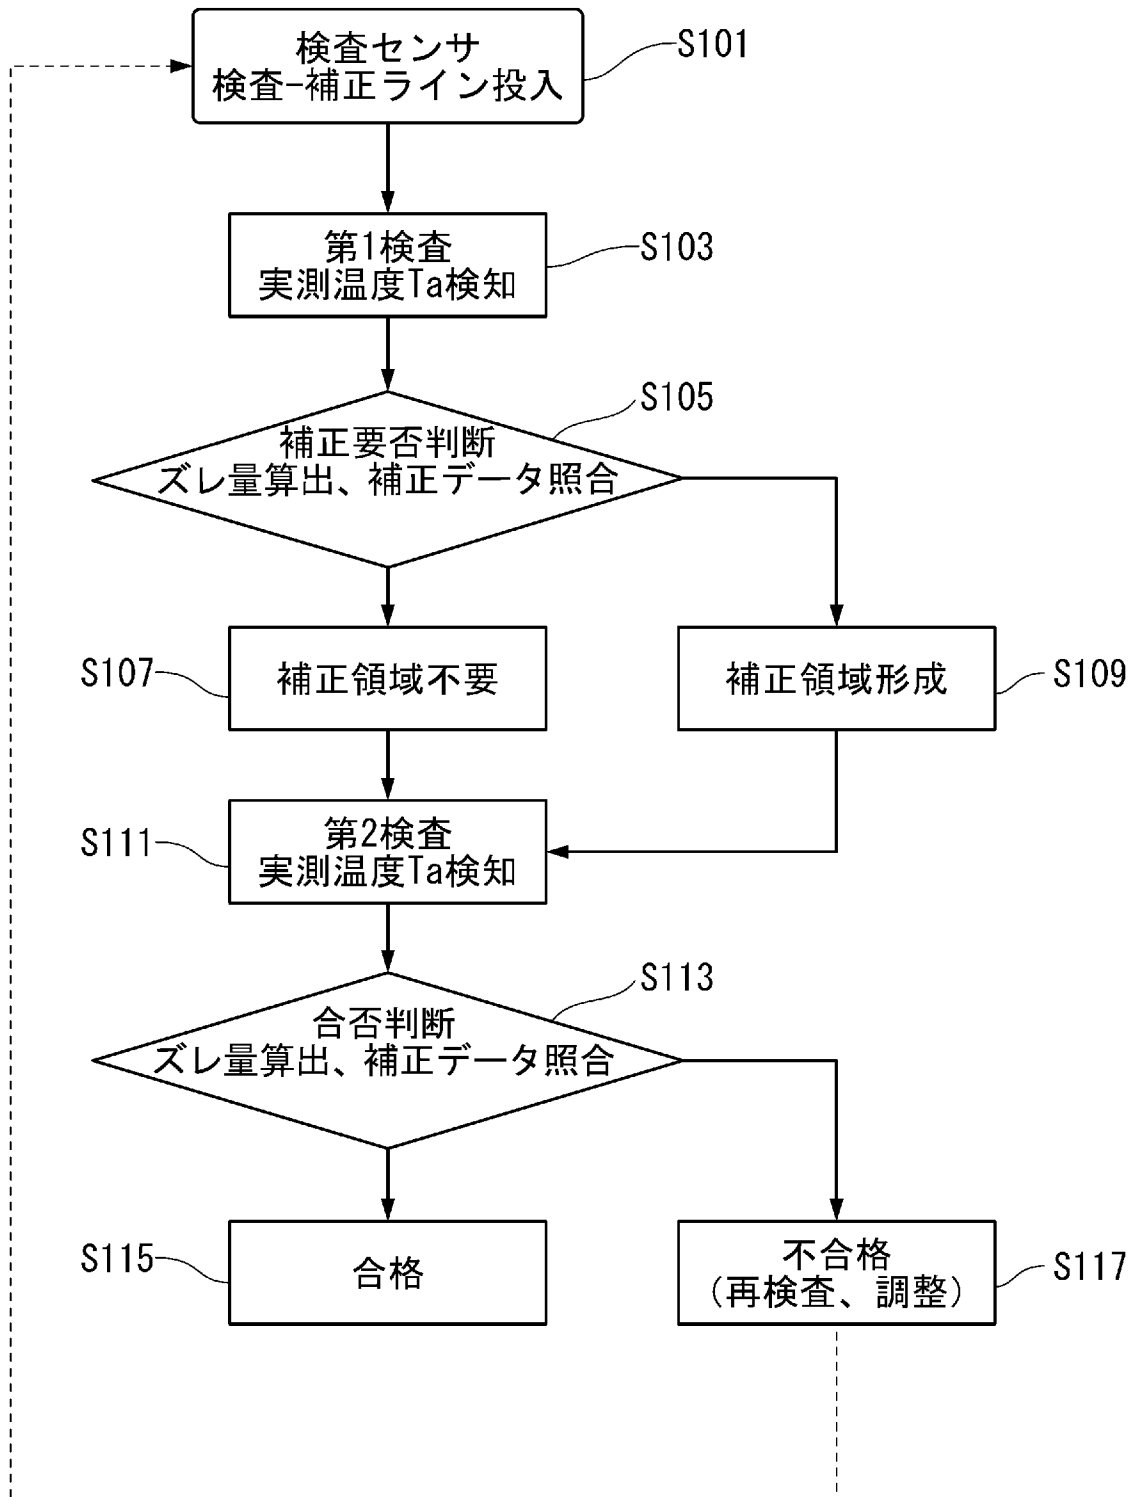 検査センサ
検査-補正ライン投入
S101
第1検査
実測温度Ta検知
S103
補正要否判断
ズレ量算出、補正データ照合
S105
S107
補正領域不要
補正領域形成
S109
S111
第2検査
実測温度Ta検知
合否判断
ズレ量算出、補正データ照合
S113
S115
合格
不合格
(再検査、調整)
S117